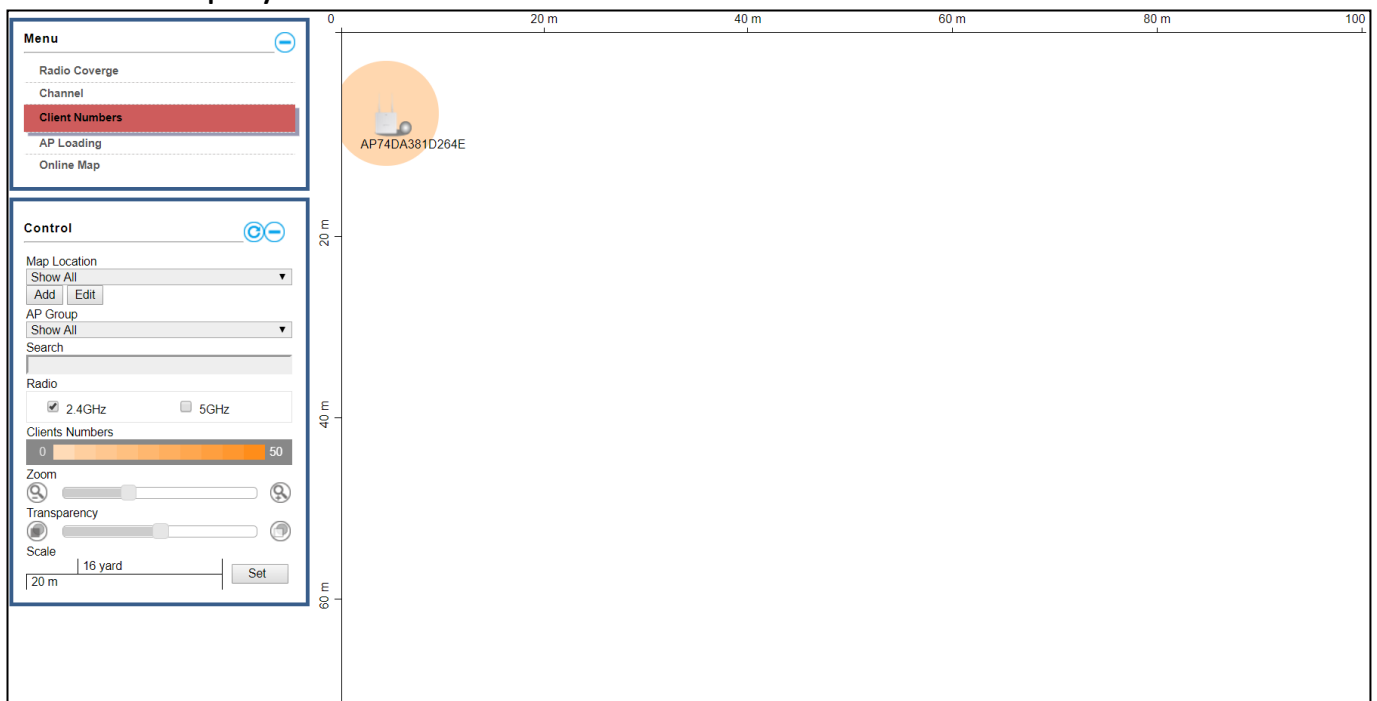 0 20 m 40 m 60 m 80 m 100
Menu
Radio Coverge
Channel
Client Numbers
AP Loading
Online Map
AP74DA381D264E
Control
Map Location
Show All
Add Edit
AP Group
Show All
Search
Radio
2.4GHz 5GHz
Clients Numbers
0 50
Zoom
Transparency
Scale
16 yard
20 m
Set
20 m
40 m
60 m